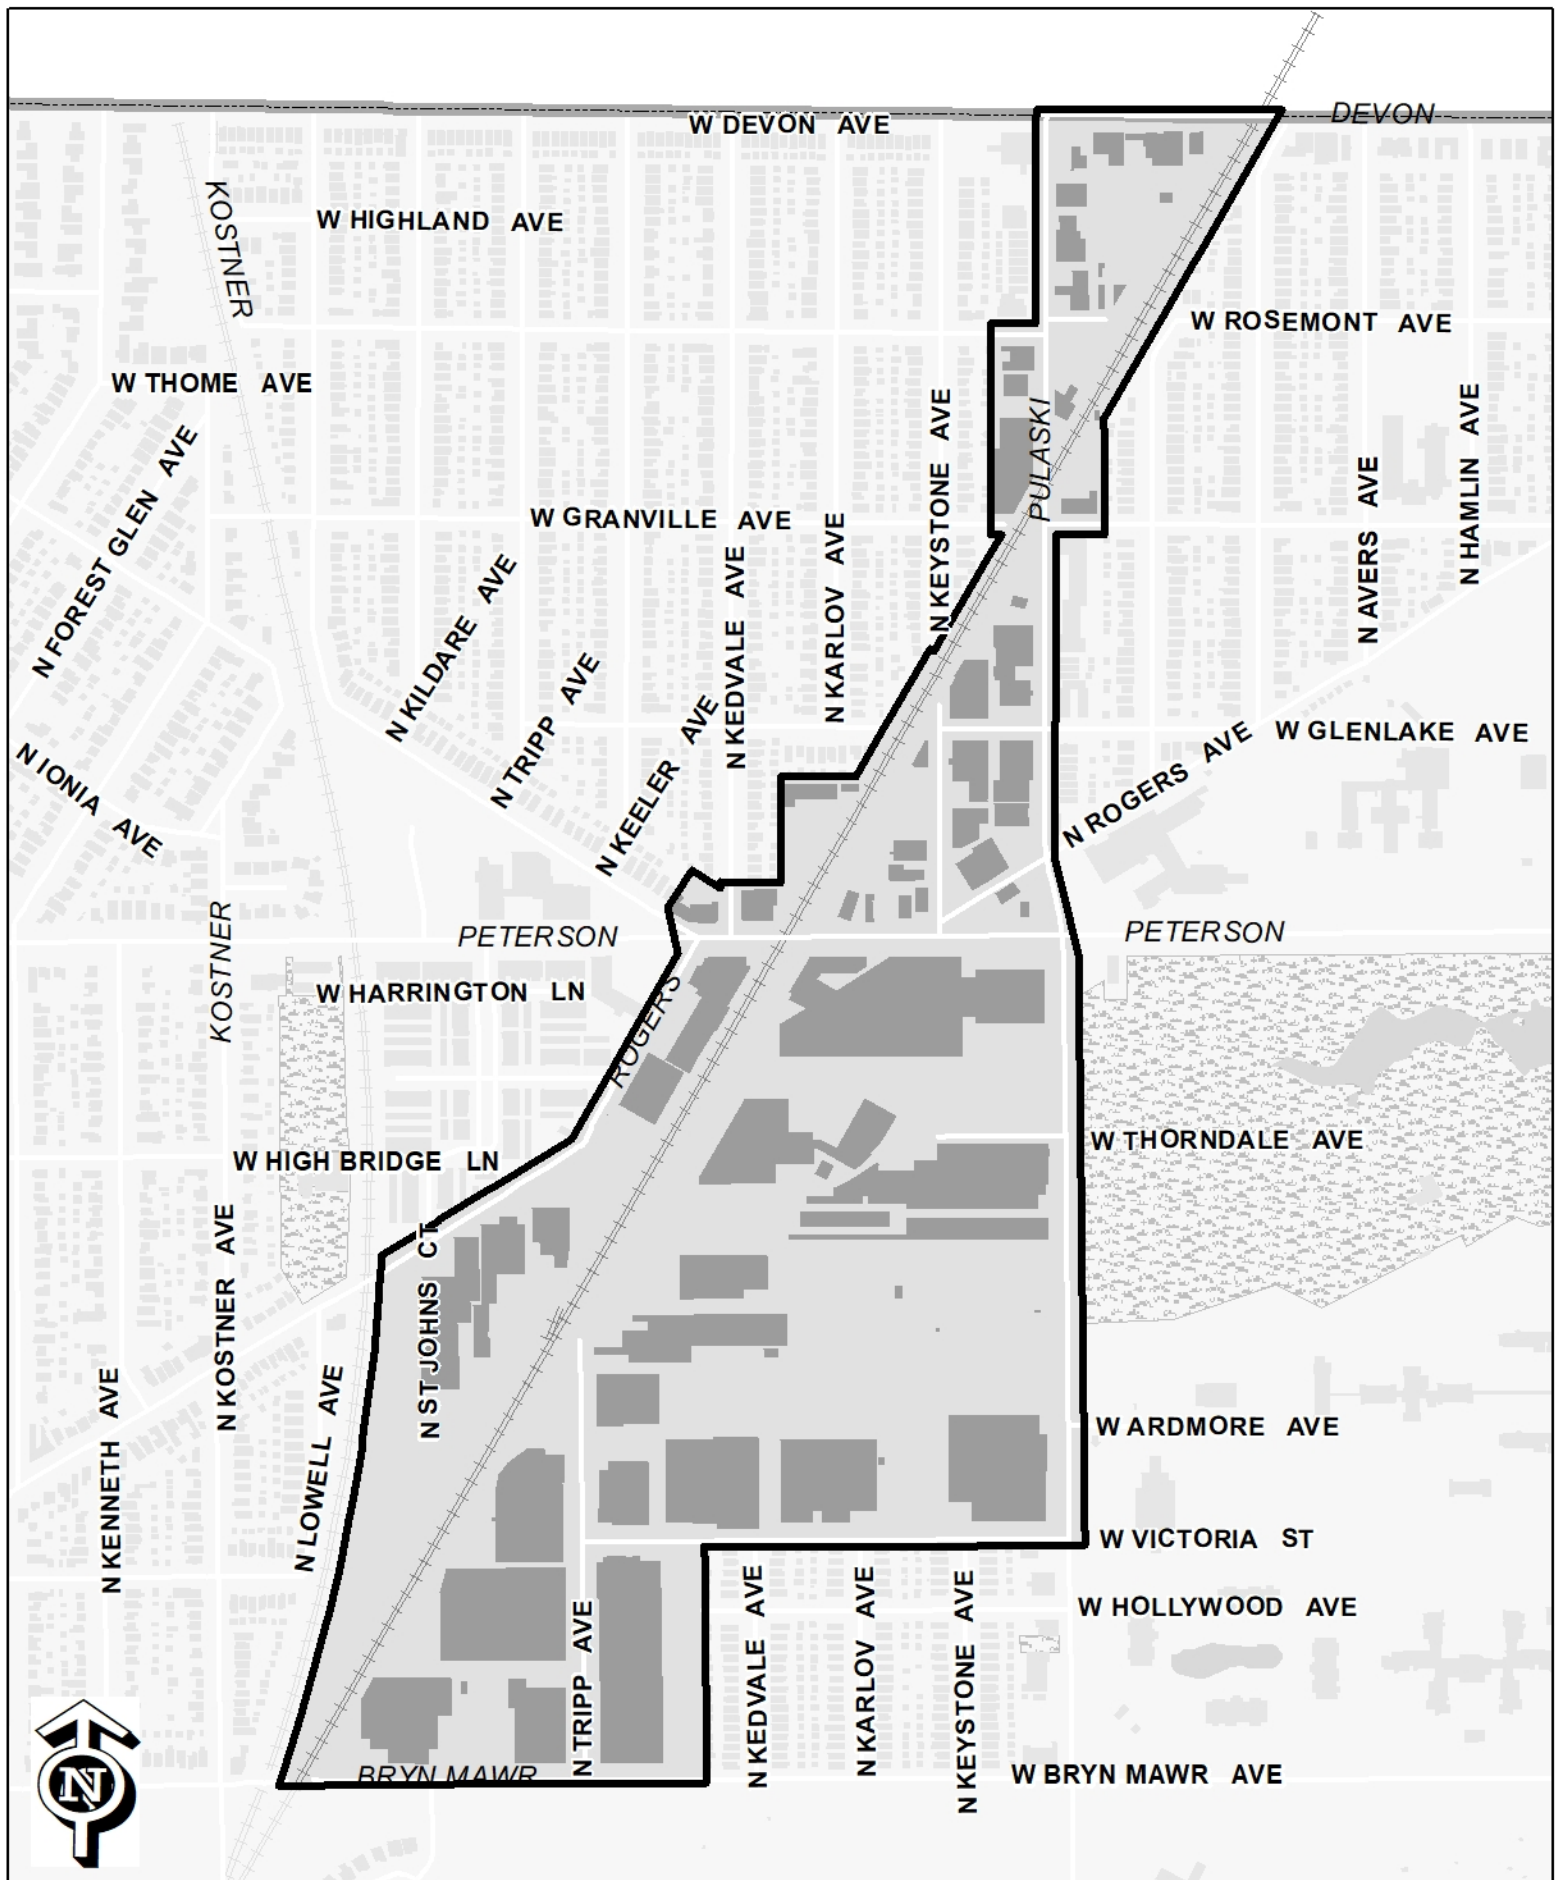 W DEVON AVE
DEVON
KOSTNER
W HIGHLAND AVE
W ROSEMONT AVE
W THOME AVE
N FOREST GLEN AVE
N KEYSTONE AVE
PULASKI
N HAMLIN AVE
N AVERS AVE
W GRANVILLE AVE
N KILDARE AVE
N TRIPP AVE
N KEELER AVE
N KEDVALE AVE
N KARLOV AVE
N IONIA AVE
W GLENLAKE AVE
N ROGERS AVE
KOSTNER
PETERSON
PETERSON
W HARRINGTON LN
ROGERS
W THORNDALE AVE
W HIGH BRIDGE LN
N KOSTNER AVE
N ST JOHNS CT
N KENNETH AVE
N LOWELL AVE
W ARDMORE AVE
W VICTORIA ST
W HOLLYWOOD AVE
N TRIPP AVE
N KEDVALE AVE
N KARLOV AVE
N KEYSTONE AVE
BRYN MAWR
W BRYN MAWR AVE
N